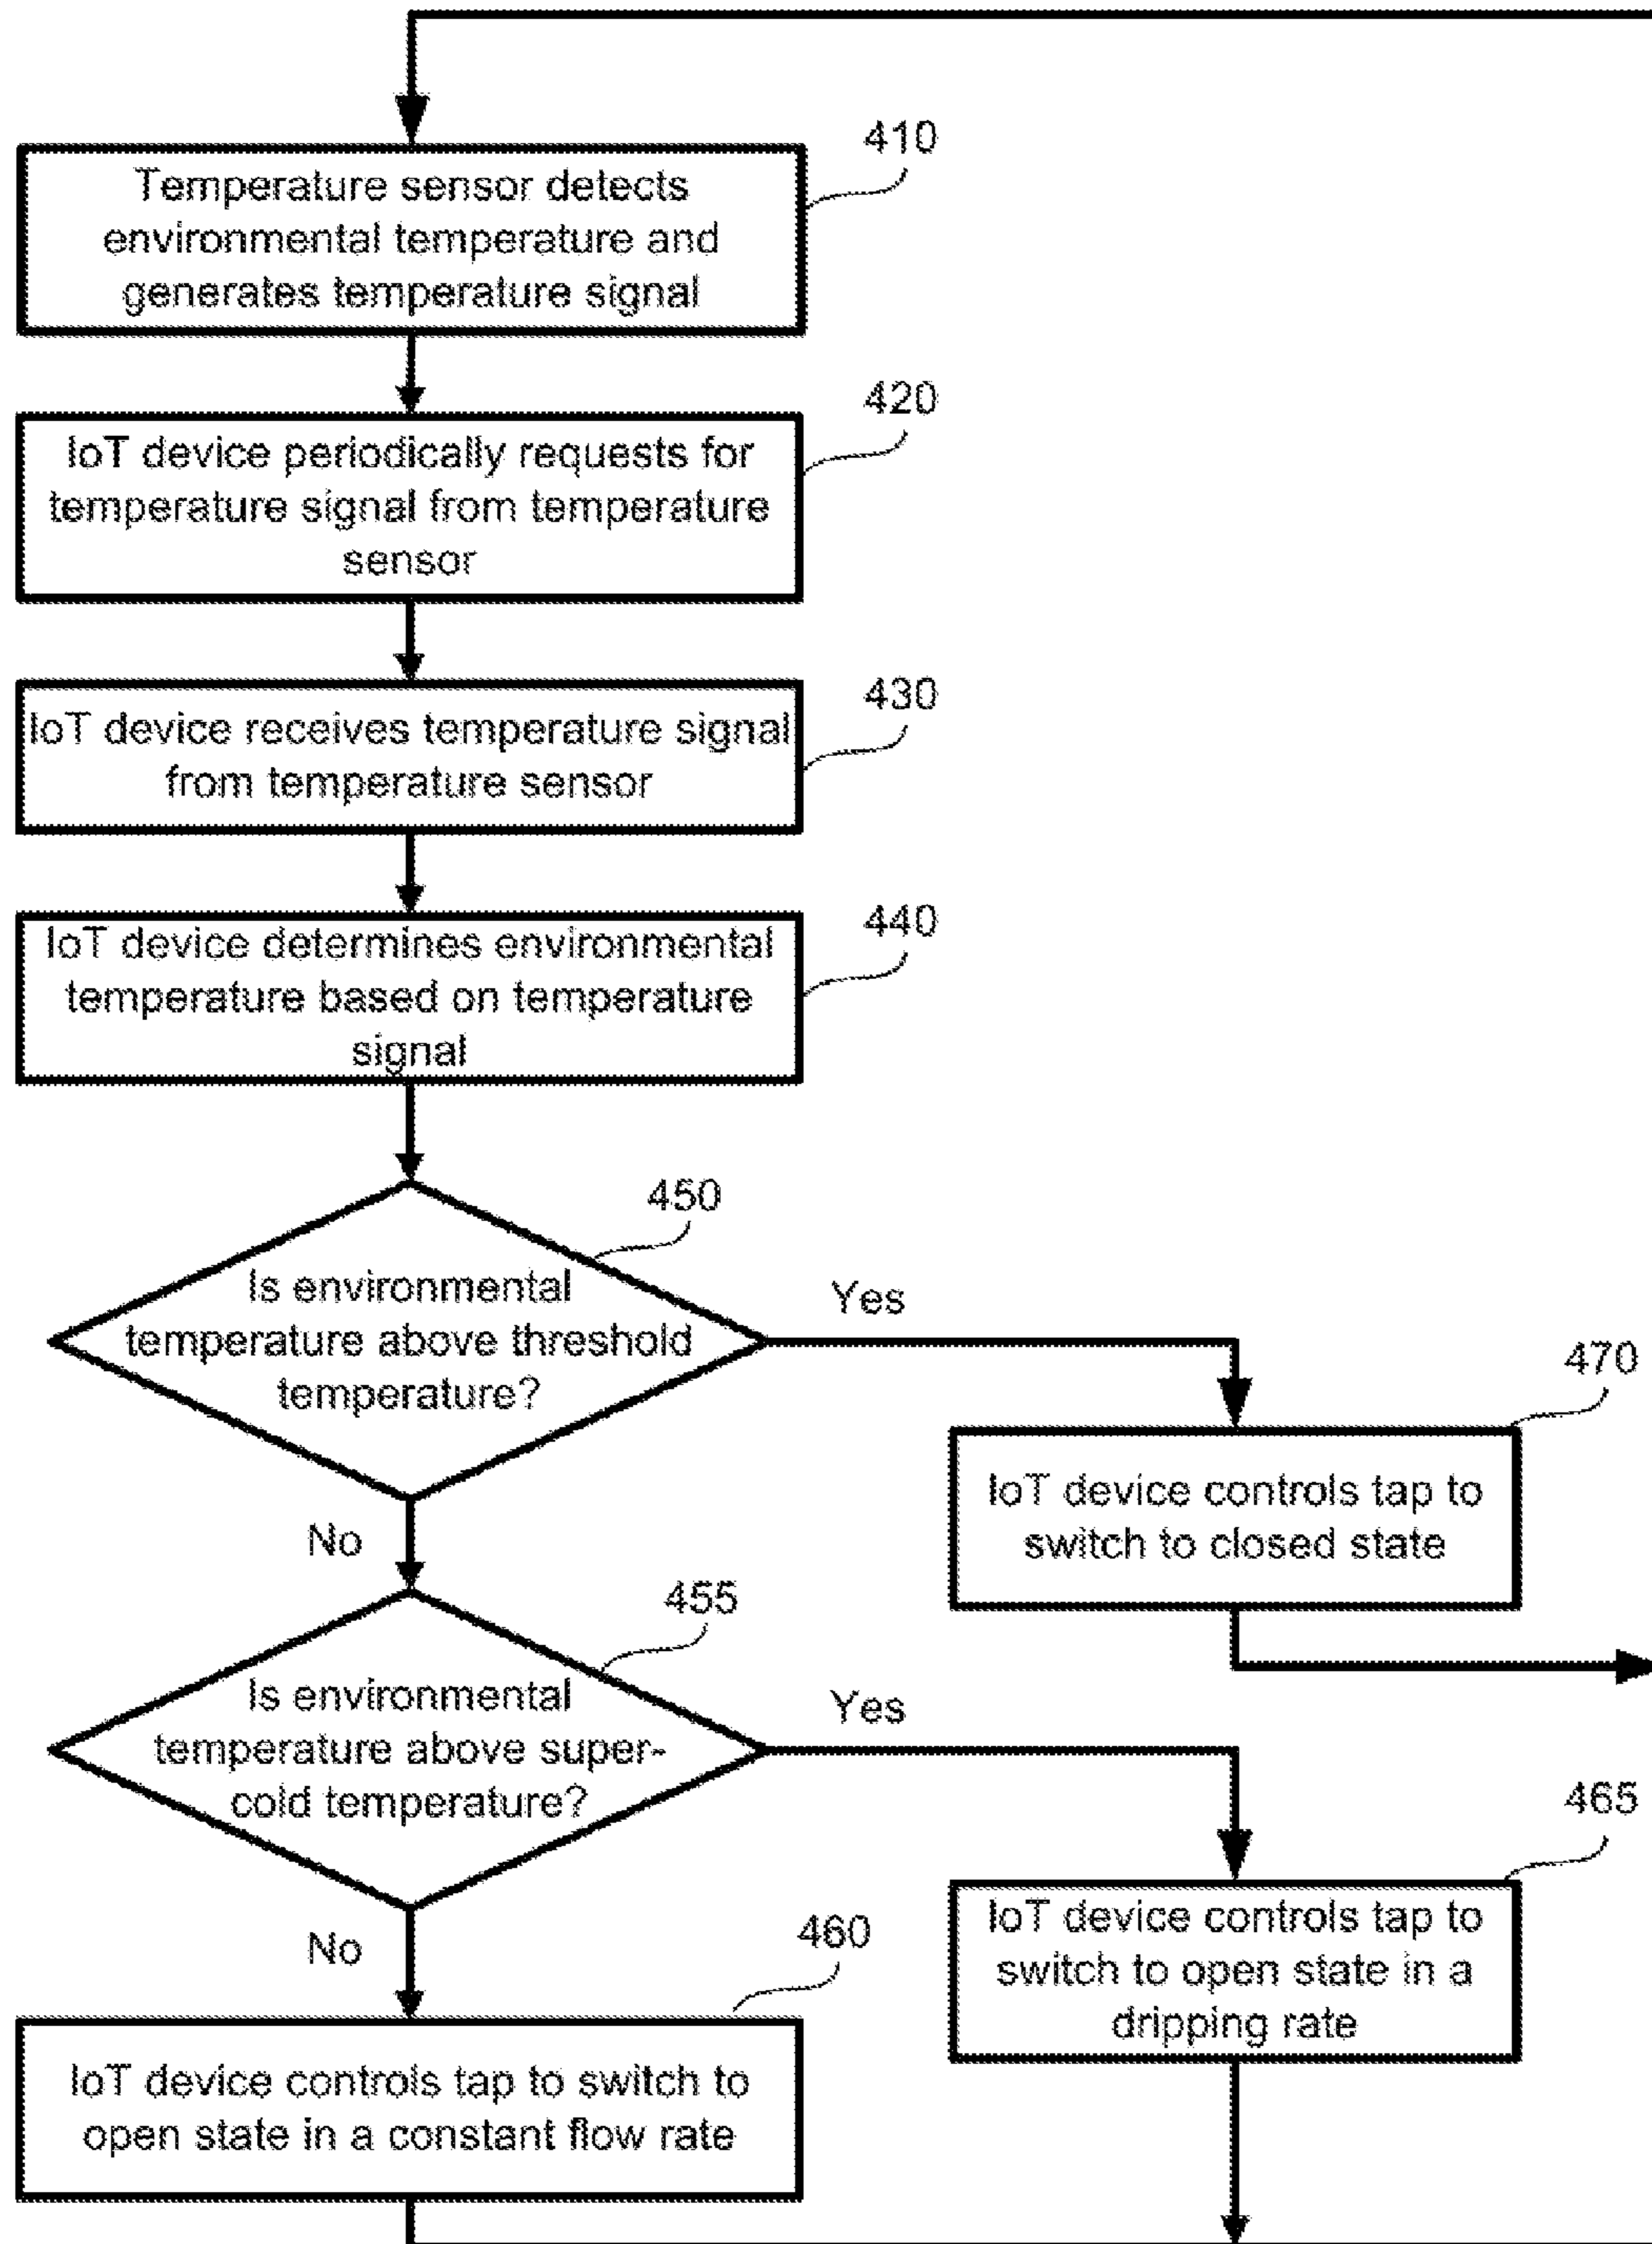 410
Temperature sensor detects
environmental temperature and
generates temperature signal
420
IoT device periodically requests for
temperature signal from temperature
sensor
430
IoT device receives temperature signal
from temperature sensor
440
IoT device determines environmental
temperature based on temperature
signal
450
Is environmental
temperature above threshold
temperature?
Yes
470
IoT device controls tap to
switch to closed state
No
455
Is environmental
temperature above super-
cold temperature?
Yes
465
IoT device controls tap to
switch to open state in a
dripping rate
No
460
IoT device controls tap to switch to
open state in a constant flow rate